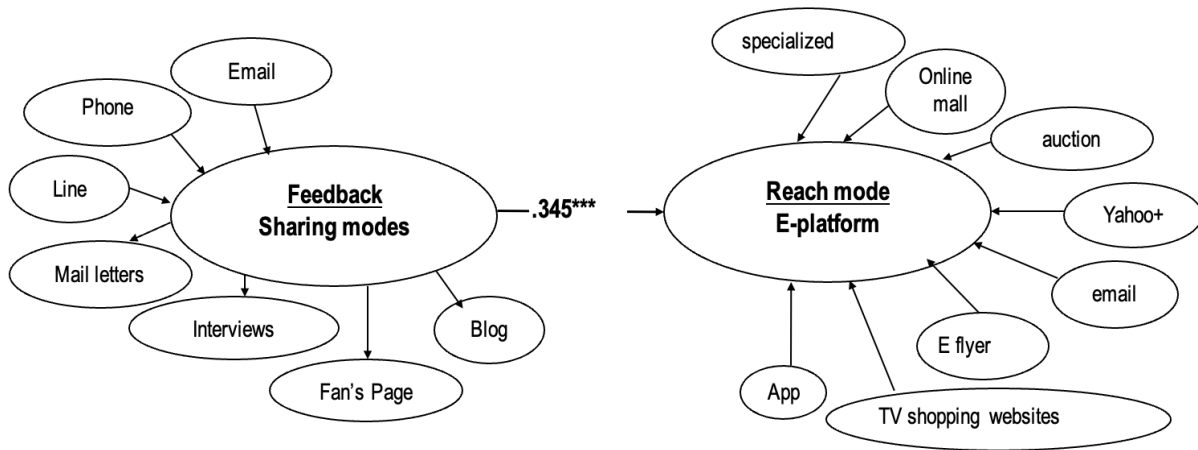 specialized
Email
Online
mall
Phone
auction
Line
Feedback
Sharing modes
.345***
Reach mode
E-platform
Yahoo+
Mail letters
email
Interviews
Blog
E flyer
Fan's Page
App
TV shopping websites